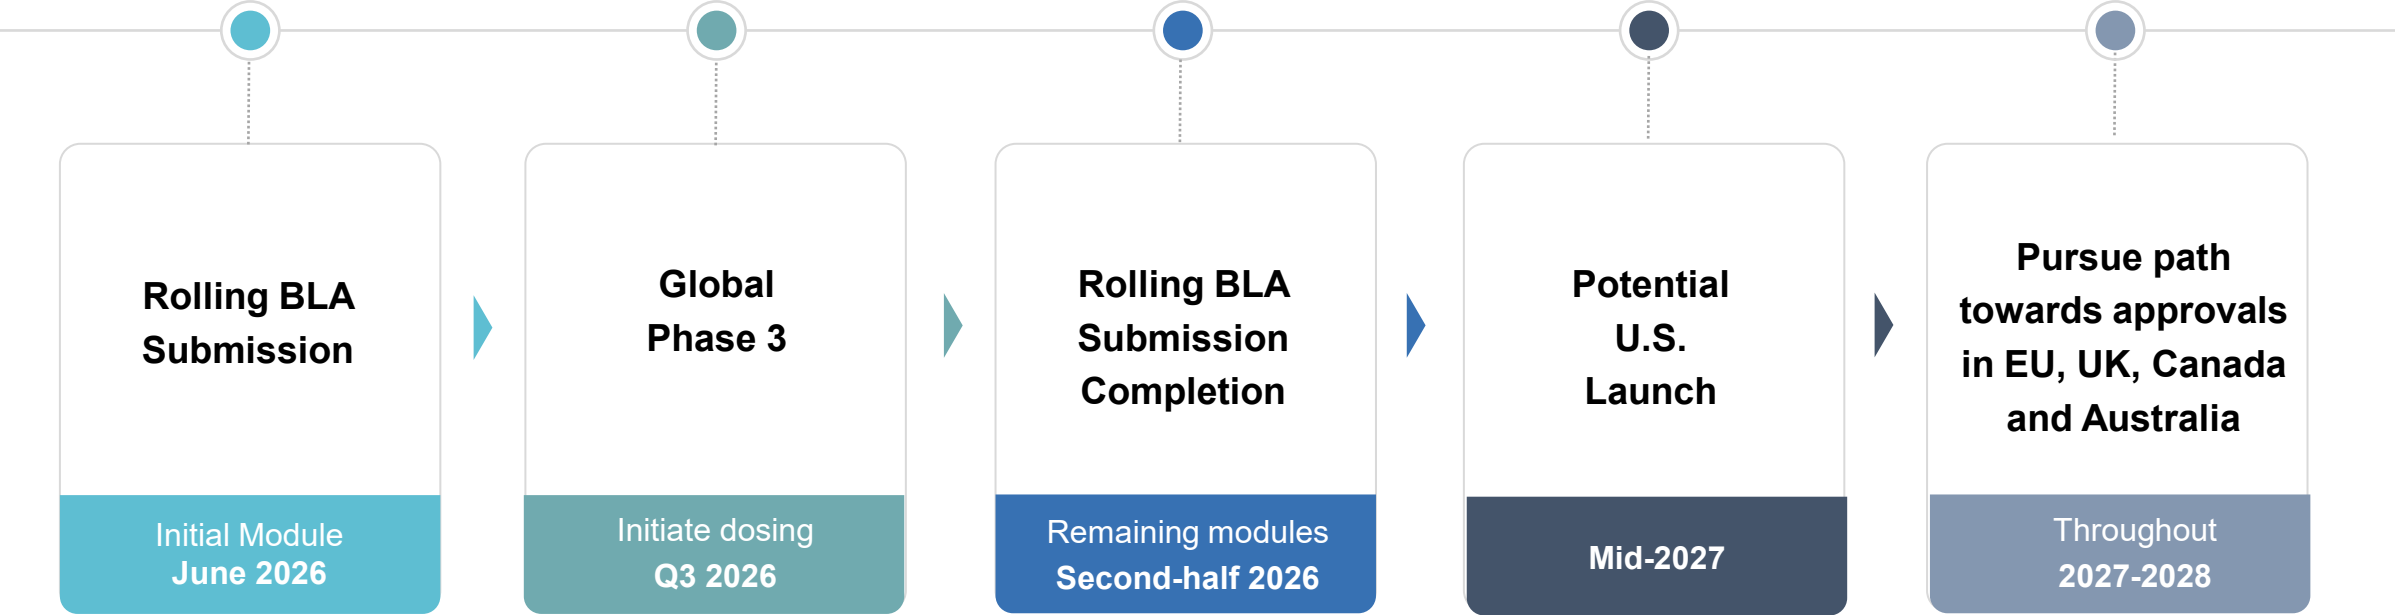 Rolling BLA
Submission
Initial Module
June 2026
Global
Phase 3
Initiate dosing
Q3 2026
Rolling BLA
Submission
Completion
Remaining modules
Second-half 2026
Potential
U.S.
Launch
Mid-2027
Pursue path
towards approvals
in EU, UK, Canada
and Australia
Throughout
2027-2028